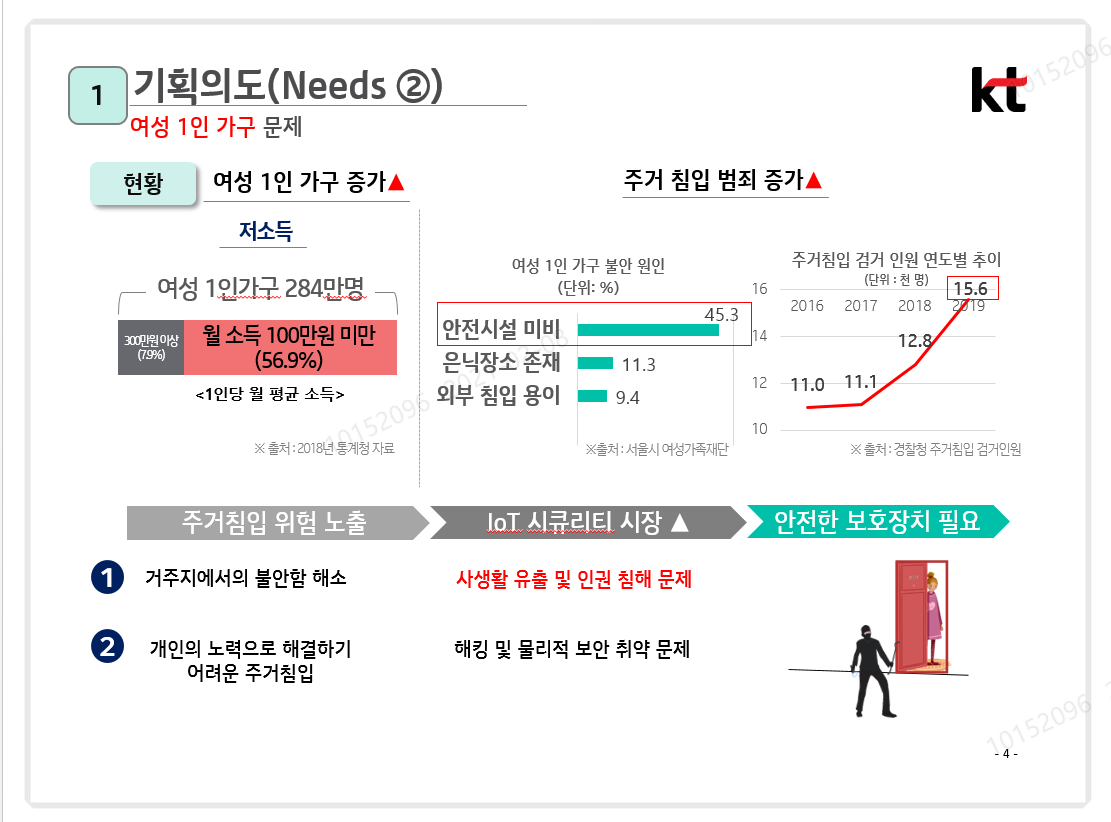 1
기획의도(Needs ②)
여성 1인 가구 문제
kt
현황
여성 1인 가구 증가▲
저소득
여성 1인가구 284만명
300만원 이상
(7.9%)
월 소득 100만원 미만
(56.9%)
<1인당 월 평균 소득>
※ 출처 : 2018년 통계청 자료
주거 침입 범죄 증가▲
여성 1인 가구 불안 원인
(단위: %)
안전시설 미비 45.3
은닉장소 존재 11.3
외부 침입 용이 9.4
※출처 : 서울시 여성가족재단
주거침입 검거 인원 연도별 추이
(단위 : 천 명)
16
14
12
10
2016 2017 2018 2019
11.0 11.1 12.8 15.6
※ 출처 : 경찰청 주거침입 검거인원
주거침입 위험 노출
IoT 시큐리티 시장 ▲
안전한 보호장치 필요
1 거주지에서의 불안함 해소
사생활 유출 및 인권 침해 문제
2 개인의 노력으로 해결하기
어려운 주거침입
해킹 및 물리적 보안 취약 문제
- 4 -
10152096
10152096
10152096